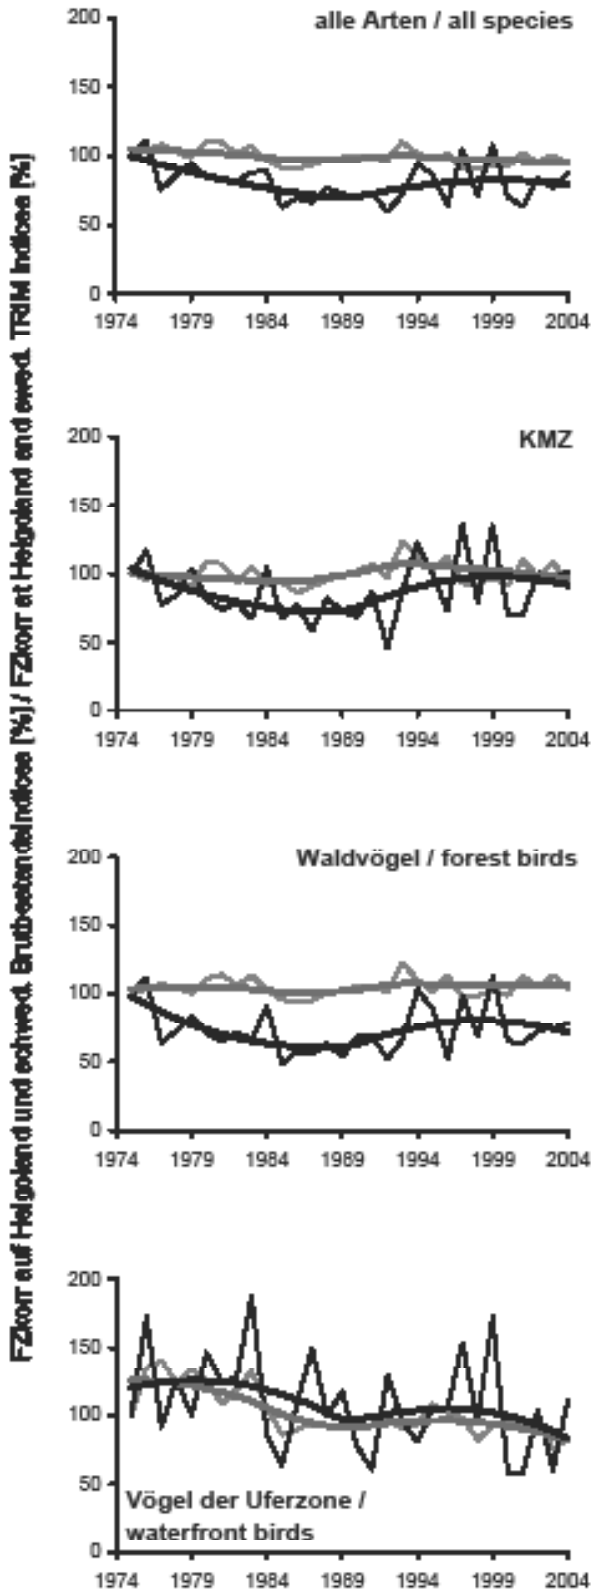 FZkorr auf Helgoland und schwed. Brutbestandsindices [%] / FZkorr at Helgoland and swed. TRIM indices [%]
alle Arten / all species
200
150
100
50
0
1974 1979 1984 1989 1994 1999 2004
KMZ
200
150
100
50
0
1974 1979 1984 1989 1994 1999 2004
Waldvögel / forest birds
200
150
100
50
0
1974 1979 1984 1989 1994 1999 2004
200
150
100
50
Vögel der Uferzone /
waterfront birds
0
1974 1979 1984 1989 1994 1999 2004